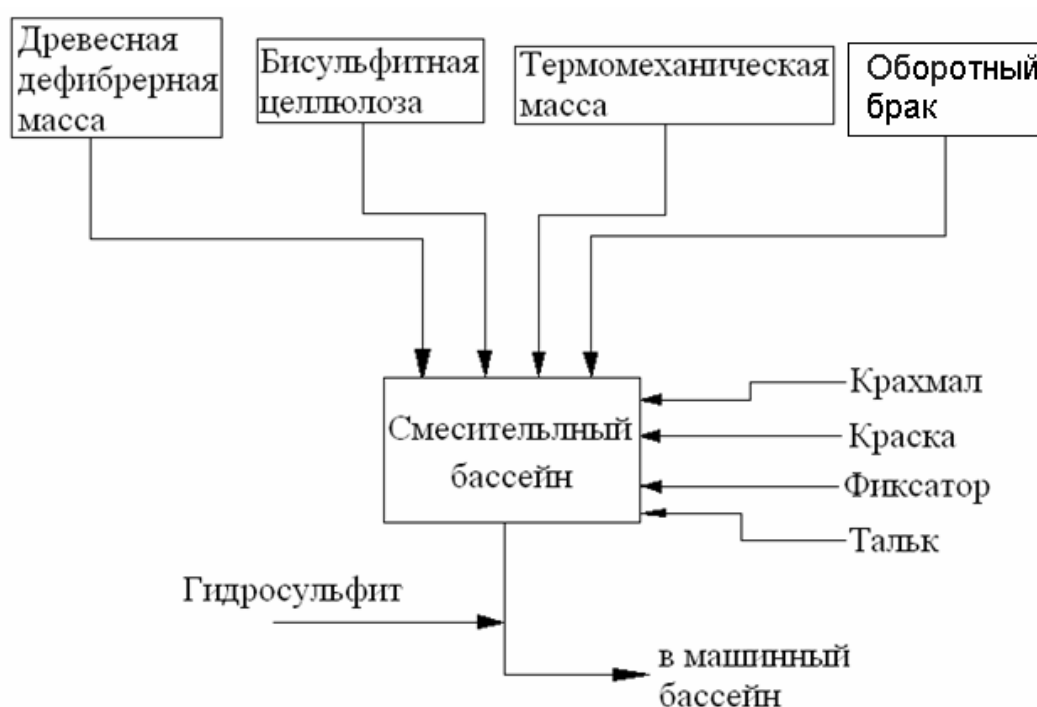 Древесная
дефибрерная
масса
Бисульфитная
целлюлоза
Термомеханическая
масса
Оборотный
брак
Смесительлный
бассейн
Крахмал
Краска
Фиксатор
Тальк
Гидросульфит
в машинный
бассейн